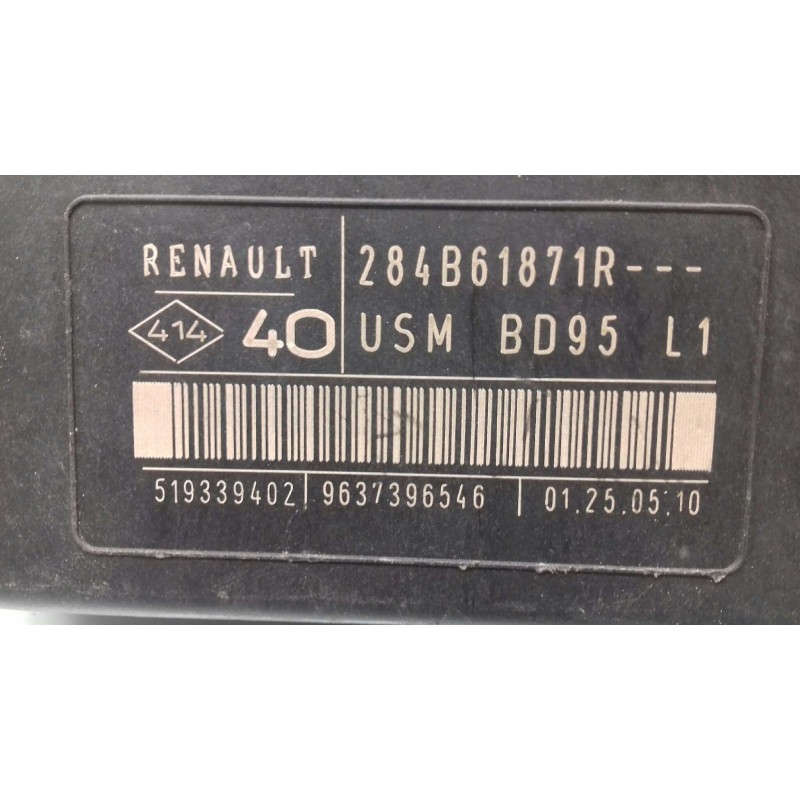 RENAULT 284B61871R---
414 40 USM BD95 L1
519339402 9637396546 01.25.05.10